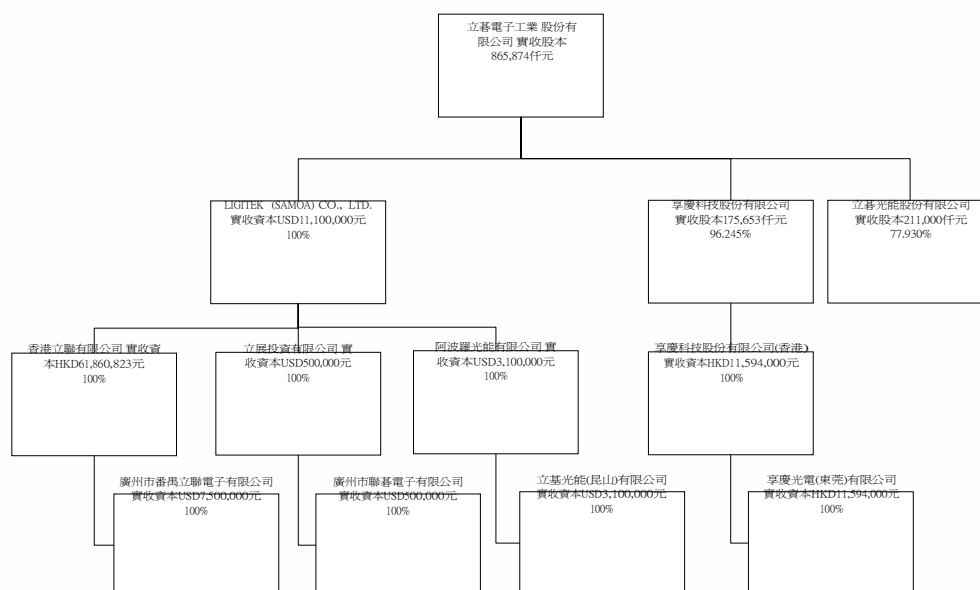 立碁電子工業 股份有
限公司 實收股本
865,874仟元
LIGITEK (SAMOA) CO., LTD.
實收資本USD11,100,000元
100%
享慶科技股份有限公司
實收股本175,653仟元
96.245%
立碁光能股份有限公司
實收股本211,000仟元
77.930%
香港立聯有限公司 實收資
本HKD61,860,823元
100%
立展投資有限公司 實
收資本USD500,000元
100%
阿波羅光能有限公司 實
收資本USD3,100,000元
100%
享慶科技股份有限公司(香港)
實收資本HKD11,594,000元
100%
廣州市番禺立聯電子有限公司
實收資本USD7,500,000元
100%
廣州市聯碁電子有限公司
實收資本USD500,000元
100%
立基光能(昆山)有限公司
實收資本USD3,100,000元
100%
享慶光電(東莞)有限公司
實收資本HKD11,594,000元
100%